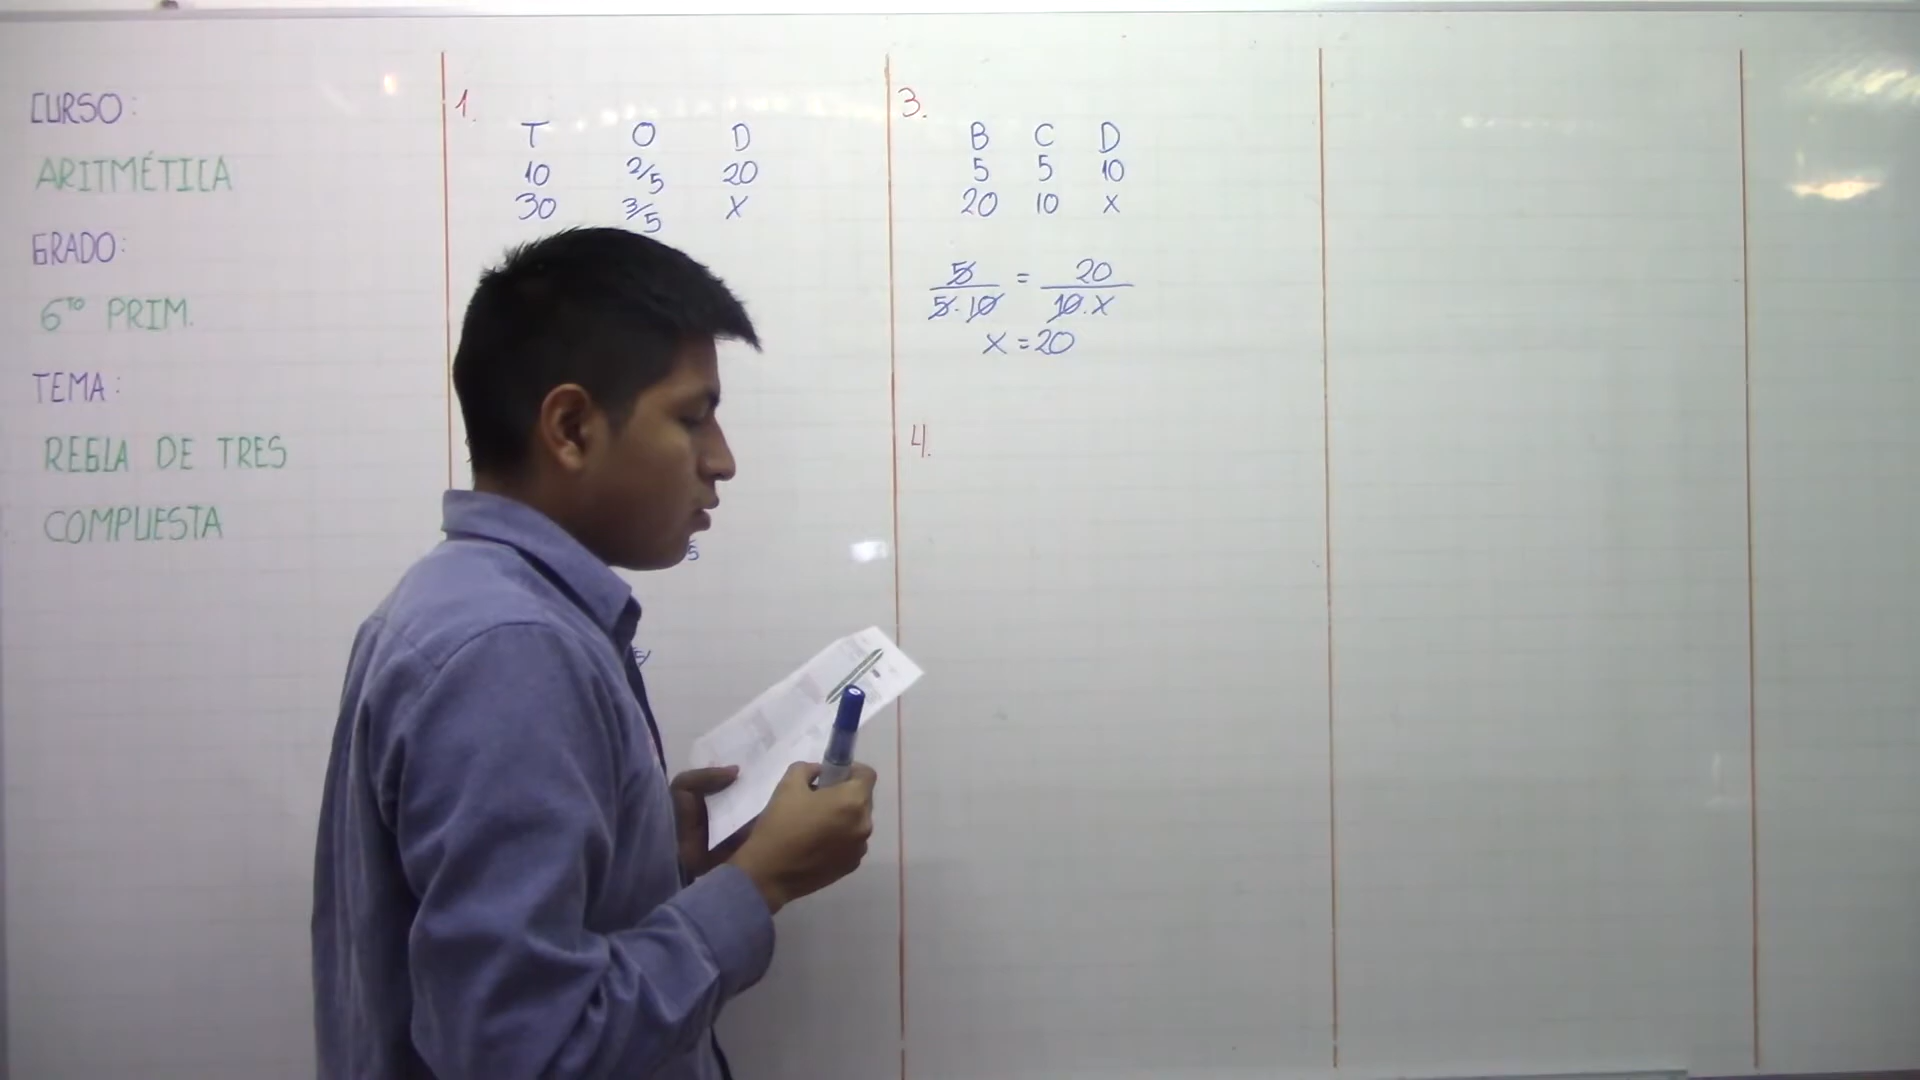 CURSO:
ARITMÉTICA
GRADO:
6TO PRIM.
TEMA:
REGLA DE TRES
COMPUESTA
1.
T O D
10 2/5 20
30 3/5 X
5
3.
B C D
5 5 10
20 10 X
5/5·10 = 20/10·X
X = 20
4.